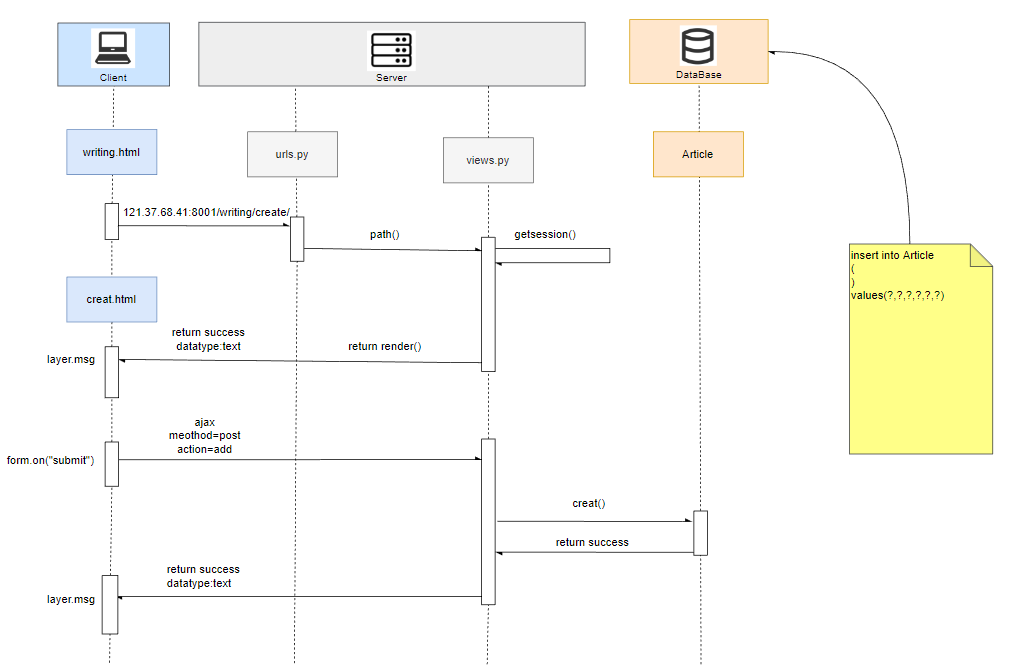 Client
Server
DataBase
writing.html
urls.py
views.py
Article
121.37.68.41:8001/writing/create/
path()
getsession()
insert into Article
(
)
values(?,?,?,?,?,?)
creat.html
return success
datatype:text
return render()
layer.msg
ajax
meothod=post
action=add
form.on("submit")
creat()
return success
return success
datatype:text
layer.msg